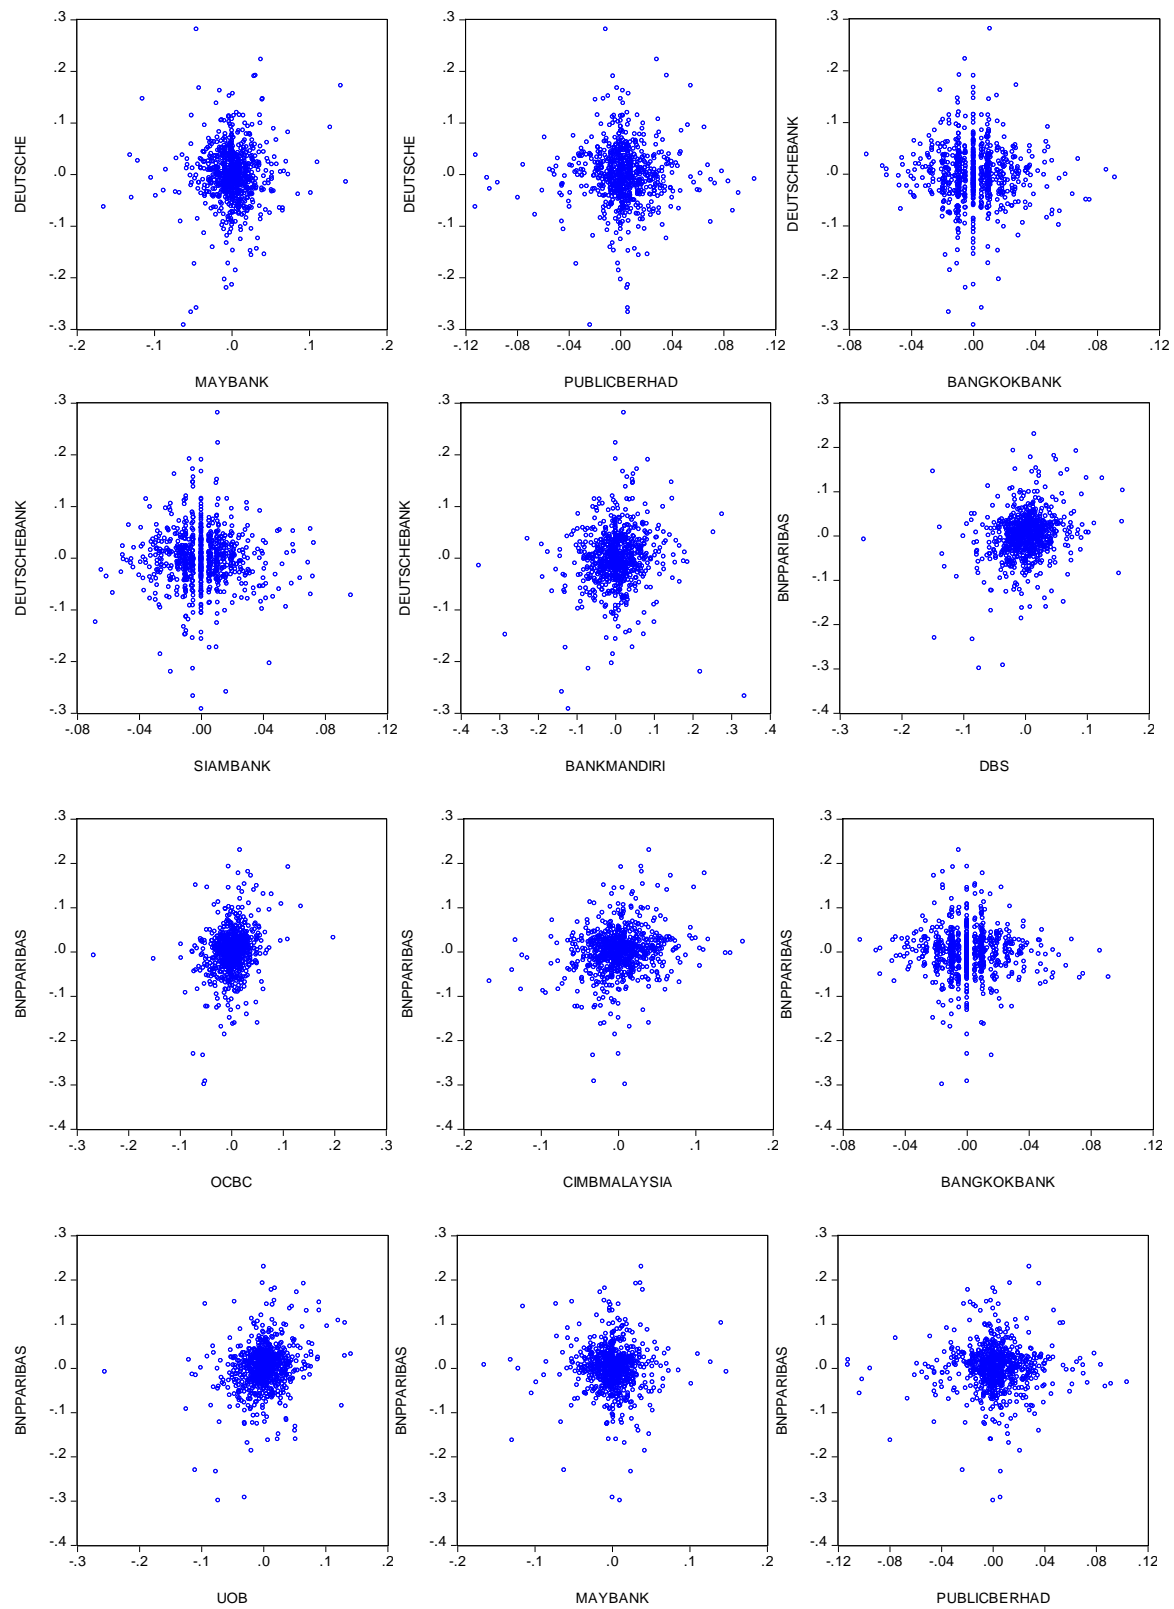 .3
.2
.1
.0
-.1
-.2
-.3
DEUTSCHE
-.2 -.1 .0 .1 .2
MAYBANK
.3
.2
.1
.0
-.1
-.2
-.3
DEUTSCHE
-.12 -.08 -.04 .00 .04 .08 .12
PUBLICBERHAD
.3
.2
.1
.0
-.1
-.2
-.3
DEUTSCHEBANK
-.08 -.04 .00 .04 .08 .12
BANGKOKBANK
.3
.2
.1
.0
-.1
-.2
-.3
DEUTSCHEBANK
-.08 -.04 .00 .04 .08 .12
SIAMBANK
.3
.2
.1
.0
-.1
-.2
-.3
DEUTSCHEBANK
-.4 -.3 -.2 -.1 .0 .1 .2 .3 .4
BANKMANDIRI
.3
.2
.1
.0
-.1
-.2
-.3
-.4
BNPPARIBAS
-.3 -.2 -.1 .0 .1 .2
DBS
.3
.2
.1
.0
-.1
-.2
-.3
-.4
BNPPARIBAS
-.3 -.2 -.1 .0 .1 .2 .3
OCBC
.3
.2
.1
.0
-.1
-.2
-.3
-.4
BNPPARIBAS
-.2 -.1 .0 .1 .2
CIMBMALAYSIA
.3
.2
.1
.0
-.1
-.2
-.3
-.4
BNPPARIBAS
-.08 -.04 .00 .04 .08 .12
BANGKOKBANK
.3
.2
.1
.0
-.1
-.2
-.3
-.4
BNPPARIBAS
-.3 -.2 -.1 .0 .1 .2
UOB
.3
.2
.1
.0
-.1
-.2
-.3
-.4
BNPPARIBAS
-.2 -.1 .0 .1 .2
MAYBANK
.3
.2
.1
.0
-.1
-.2
-.3
-.4
BNPPARIBAS
-.12 -.08 -.04 .00 .04 .08 .12
PUBLICBERHAD